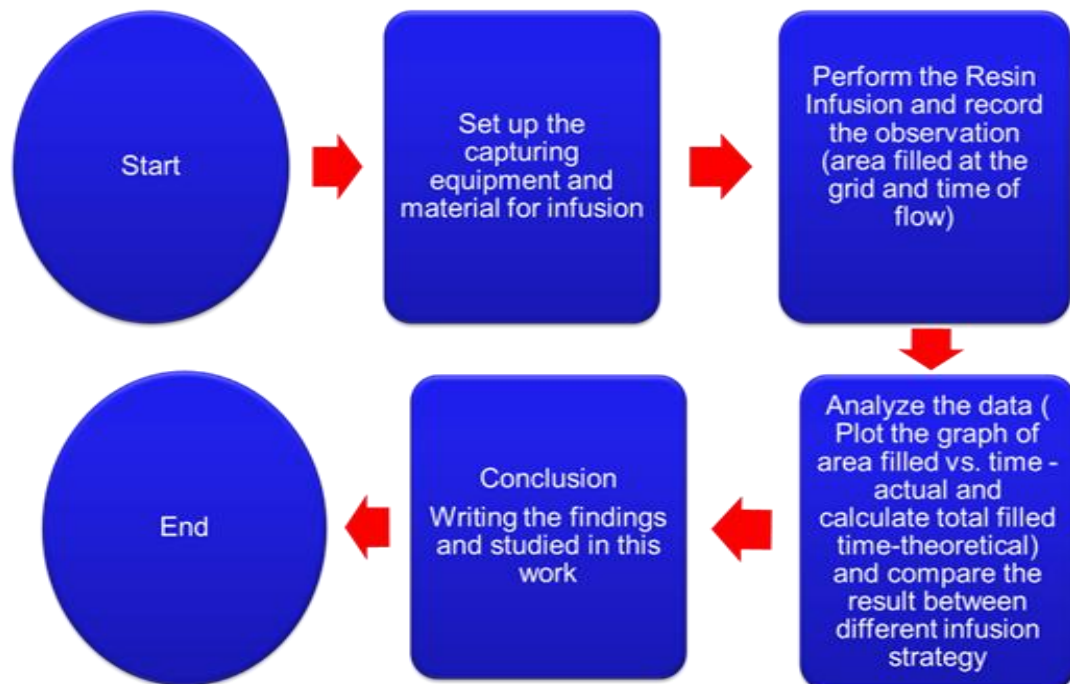 Start
Set up the
capturing
equipment and
material for infusion
Perform the Resin
Infusion and record
the observation
(area filled at the
grid and time of
flow)
Analyze the data (
Plot the graph of
area filled vs. time -
actual and
calculate total filled
time-theoretical)
and compare the
result between
different infusion
strategy
Conclusion
Writing the findings
and studied in this
work
End